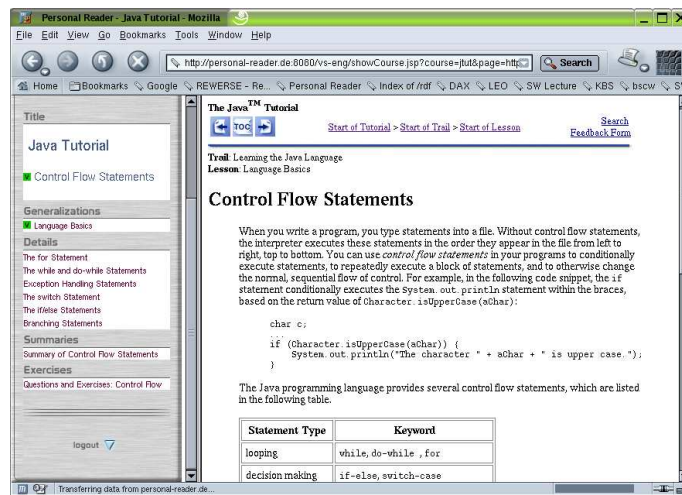 Personal Reader - Java Tutorial - Mozilla
File Edit View Go Bookmarks Tools Window Help
http://personal-reader.de:8080/vs-eng/showCourse.jsp?course=jtut&page=http
Search
Home Bookmarks Google REWERSE - Re... Personal Reader Index of /rdf DAX LEO SW Lecture KBS bscw
Title
Java Tutorial
Control Flow Statements
Generalizations
Language Basics
Details
The for Statement
The while and do-while Statements
Exception Handling Statements
The switch Statement
The if/else Statements
Branching Statements
Summaries
Summary of Control Flow Statements
Exercises
Questions and Exercises: Control Flow
logout
The Java™ Tutorial
TOC
Start of Tutorial > Start of Trail > Start of Lesson
Search
Feedback Form
Trail: Learning the Java Language
Lesson: Language Basics
Control Flow Statements
When you write a program, you type statements into a file. Without control flow statements,
the interpreter executes these statements in the order they appear in the file from left to
right, top to bottom. You can use control flow statements in your programs to conditionally
execute statements, to repeatedly execute a block of statements, and to otherwise change
the normal, sequential flow of control. For example, in the following code snippet, the if
statement conditionally executes the System.out.println statement within the braces,
based on the return value of Character.isUpperCase(aChar):
char c;
...
if (Character.isUpperCase(aChar)) {
System.out.println("The character " + aChar + " is upper case.");
}
The Java programming language provides several control flow statements, which are listed
in the following table.
Statement Type Keyword
looping while, do-while , for
decision making if-else, switch-case
Transferring data from personal-reader.de...